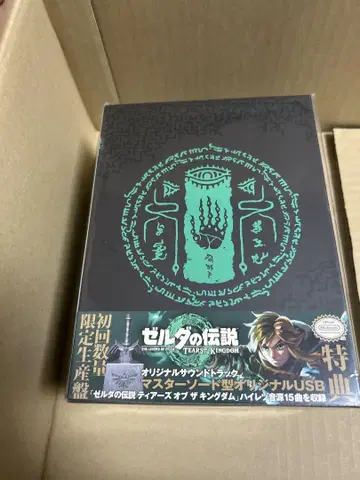 初回数量
限定生産盤
ゼルダの伝説
TEARS OF THE KINGDOM
特典
オリジナルサウンドトラック
マスターソード型オリジナルUSB
「ゼルダの伝説 ティアーズ オブ ザ キングダム」ハイレゾ音源15曲を収録